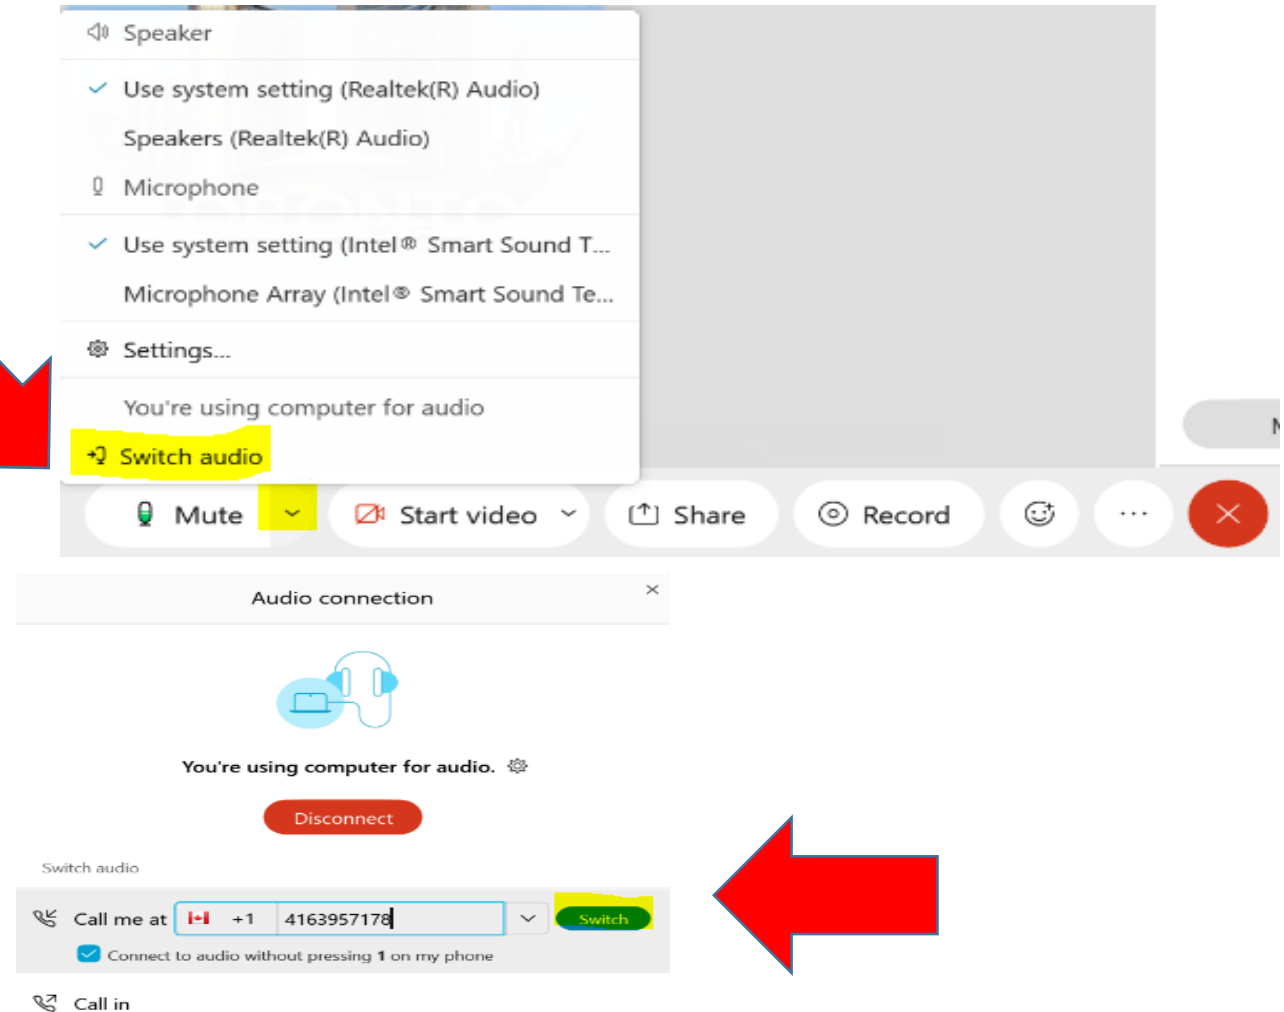 Speaker
Use system setting (Realtek(R) Audio)
Speakers (Realtek(R) Audio)
Microphone
Use system setting (Intel® Smart Sound T...
Microphone Array (Intel® Smart Sound Te...
Settings...
You're using computer for audio
Switch audio
Mute Start video Share Record ...
Audio connection
You're using computer for audio.
Disconnect
Switch audio
Call me at +1 4163957178 Switch
Connect to audio without pressing 1 on my phone
Call in